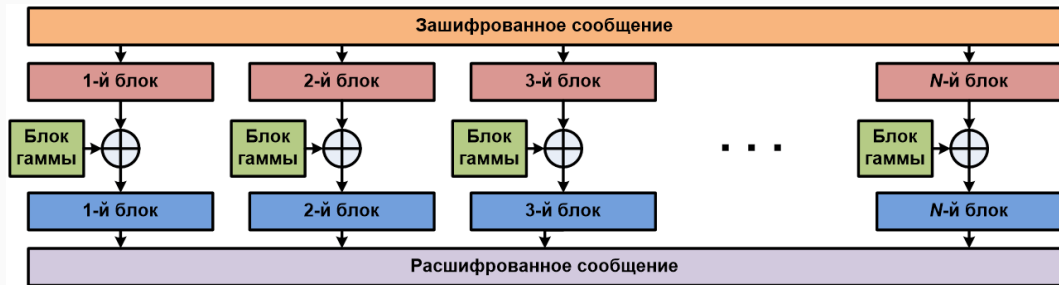 Зашифрованное сообщение
1-й блок 2-й блок 3-й блок N-й блок
Блок гаммы Блок гаммы Блок гаммы . . . Блок гаммы
1-й блок 2-й блок 3-й блок N-й блок
Расшифрованное сообщение